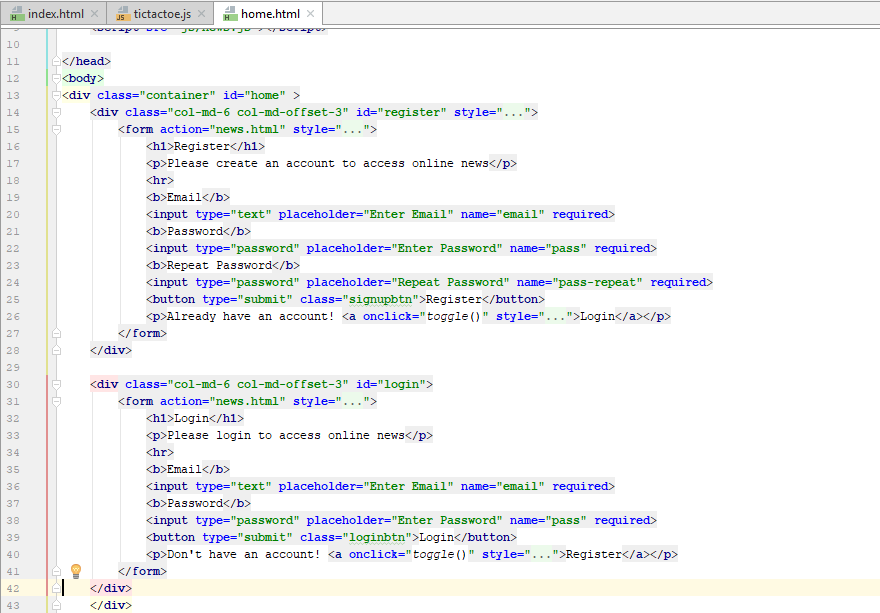 index.html tictactoe.js home.html
9 <script src="js/news.js"></script>
10
11 </head>
12 <body>
13 <div class="container" id="home" >
14 <div class="col-md-6 col-md-offset-3" id="register" style="...">
15 <form action="news.html" style="...">
16 <h1>Register</h1>
17 <p>Please create an account to access online news</p>
18 <hr>
19 <b>Email</b>
20 <input type="text" placeholder="Enter Email" name="email" required>
21 <b>Password</b>
22 <input type="password" placeholder="Enter Password" name="pass" required>
23 <b>Repeat Password</b>
24 <input type="password" placeholder="Repeat Password" name="pass-repeat" required>
25 <button type="submit" class="signupbtn">Register</button>
26 <p>Already have an account! <a onclick="toggle()" style="...">Login</a></p>
27 </form>
28 </div>
29
30 <div class="col-md-6 col-md-offset-3" id="login">
31 <form action="news.html" style="...">
32 <h1>Login</h1>
33 <p>Please login to access online news</p>
34 <hr>
35 <b>Email</b>
36 <input type="text" placeholder="Enter Email" name="email" required>
37 <b>Password</b>
38 <input type="password" placeholder="Enter Password" name="pass" required>
39 <button type="submit" class="loginbtn">Login</button>
40 <p>Don't have an account! <a onclick="toggle()" style="...">Register</a></p>
41 </form>
42 </div>
43 </div>